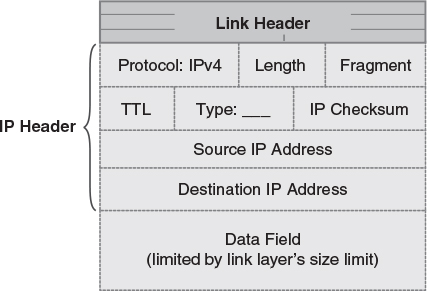 Link Header
Protocol: IPv4 Length Fragment
IP Header
TTL Type: ___ IP Checksum
Source IP Address
Destination IP Address
Data Field
(limited by link layer's size limit)